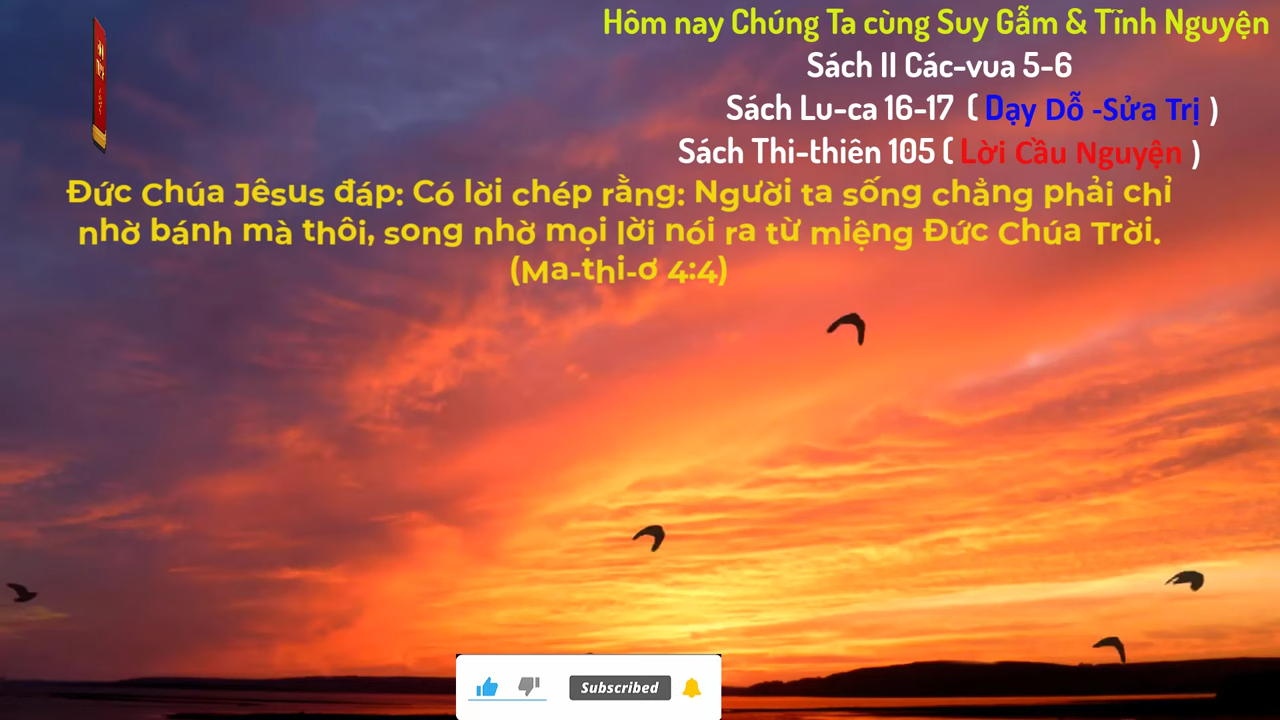 Hôm nay Chúng Ta cùng Suy Gẫm & Tĩnh Nguyện
Sách II Các-vua 5-6
Sách Lu-ca 16-17 ( Dạy Dỗ -Sửa Trị )
Sách Thi-thiên 105 ( Lời Cầu Nguyện )
Đức Chúa Jêsus đáp: Có lời chép rằng: Người ta sống chẳng phải chỉ
nhờ bánh mà thôi, song nhờ mọi lời nói ra từ miệng Đức Chúa Trời.
(Ma-thi-ơ 4:4)
Subscribed